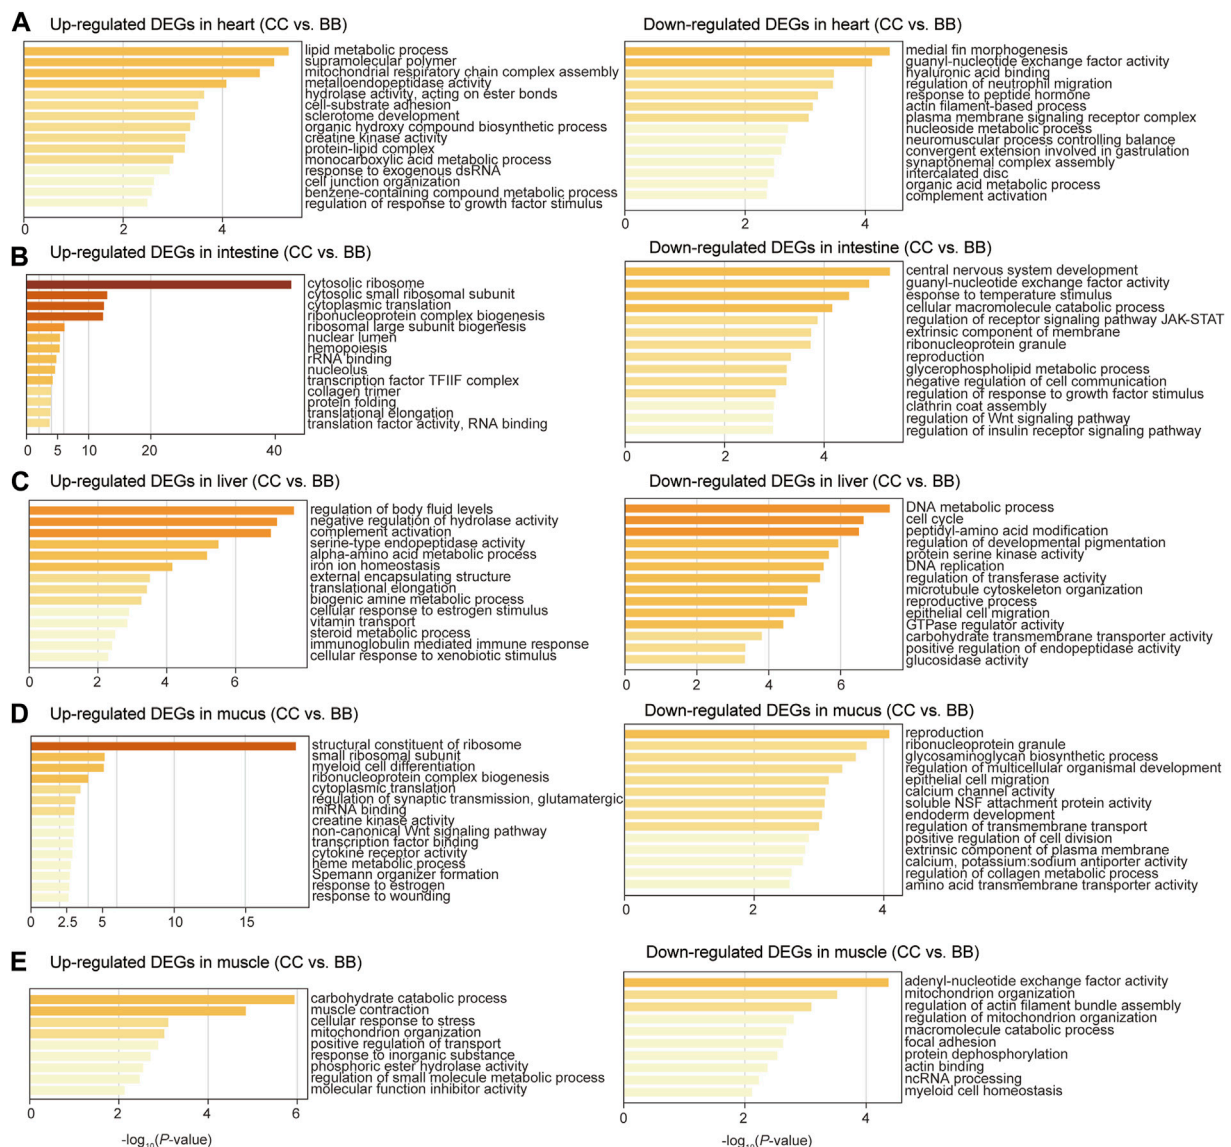 A
Up-regulated DEGs in heart (CC vs. BB)
lipid metabolic process
supramolecular polymer
mitochondrial respiratory chain complex assembly
metalloendopeptidase activity
hydrolase activity, acting on ester bonds
cell-substrate adhesion
sclerotome development
organic hydroxy compound biosynthetic process
creatine kinase activity
protein-lipid complex
monocarboxylic acid metabolic process
response to exogenous dsRNA
cell junction organization
benzene-containing compound metabolic process
regulation of response to growth factor stimulus
0 2 4
Down-regulated DEGs in heart (CC vs. BB)
medial fin morphogenesis
guanyl-nucleotide exchange factor activity
hyaluronic acid binding
regulation of neutrophil migration
response to peptide hormone
actin filament-based process
plasma membrane signaling receptor complex
nucleoside metabolic process
neuromuscular process controlling balance
convergent extension involved in gastrulation
synaptonemal complex assembly
intercalated disc
organic acid metabolic process
complement activation
0 2 4
B
Up-regulated DEGs in intestine (CC vs. BB)
cytosolic ribosome
cytosolic small ribosomal subunit
cytoplasmic translation
ribonucleoprotein complex biogenesis
ribosomal large subunit biogenesis
nuclear lumen
hemopoiesis
rRNA binding
nucleolus
transcription factor TFIIF complex
collagen trimer
protein folding
translational elongation
translation factor activity, RNA binding
0 5 10 20 40
Down-regulated DEGs in intestine (CC vs. BB)
central nervous system development
guanyl-nucleotide exchange factor activity
esponse to temperature stimulus
cellular macromolecule catabolic process
regulation of receptor signaling pathway JAK-STAT
extrinsic component of membrane
ribonucleoprotein granule
reproduction
glycerophospholipid metabolic process
negative regulation of cell communication
regulation of response to growth factor stimulus
clathrin coat assembly
regulation of Wnt signaling pathway
regulation of insulin receptor signaling pathway
0 2 4
C
Up-regulated DEGs in liver (CC vs. BB)
regulation of body fluid levels
negative regulation of hydrolase activity
complement activation
serine-type endopeptidase activity
alpha-amino acid metabolic process
iron ion homeostasis
external encapsulating structure
translational elongation
biogenic amine metabolic process
cellular response to estrogen stimulus
vitamin transport
steroid metabolic process
immunoglobulin mediated immune response
cellular response to xenobiotic stimulus
0 2 4 6
Down-regulated DEGs in liver (CC vs. BB)
DNA metabolic process
cell cycle
peptidyl-amino acid modification
regulation of developmental pigmentation
protein serine kinase activity
DNA replication
regulation of transferase activity
microtubule cytoskeleton organization
reproductive process
epithelial cell migration
GTPase regulator activity
carbohydrate transmembrane transporter activity
positive regulation of endopeptidase activity
glucosidase activity
0 2 4 6
D
Up-regulated DEGs in mucus (CC vs. BB)
structural constituent of ribosome
small ribosomal subunit
myeloid cell differentiation
ribonucleoprotein complex biogenesis
cytoplasmic translation
regulation of synaptic transmission, glutamatergic
miRNA binding
creatine kinase activity
non-canonical Wnt signaling pathway
transcription factor binding
cytokine receptor activity
heme metabolic process
Spemann organizer formation
response to estrogen
response to wounding
0 2.5 5 10 15
Down-regulated DEGs in mucus (CC vs. BB)
reproduction
ribonucleoprotein granule
glycosaminoglycan biosynthetic process
regulation of multicellular organismal development
epithelial cell migration
calcium channel activity
soluble NSF attachment protein activity
endoderm development
regulation of transmembrane transport
positive regulation of cell division
extrinsic component of plasma membrane
calcium, potassium:sodium antiporter activity
regulation of collagen metabolic process
amino acid transmembrane transporter activity
0 2 4
E
Up-regulated DEGs in muscle (CC vs. BB)
carbohydrate catabolic process
muscle contraction
cellular response to stress
mitochondrion organization
positive regulation of transport
response to inorganic substance
phosphoric ester hydrolase activity
regulation of small molecule metabolic process
molecular function inhibitor activity
0 2 4 6
-log₁₀(P-value)
Down-regulated DEGs in muscle (CC vs. BB)
adenyl-nucleotide exchange factor activity
mitochondrion organization
regulation of actin filament bundle assembly
regulation of mitochondrion organization
macromolecule catabolic process
focal adhesion
protein dephosphorylation
actin binding
ncRNA processing
myeloid cell homeostasis
0 2 4
-log₁₀(P-value)